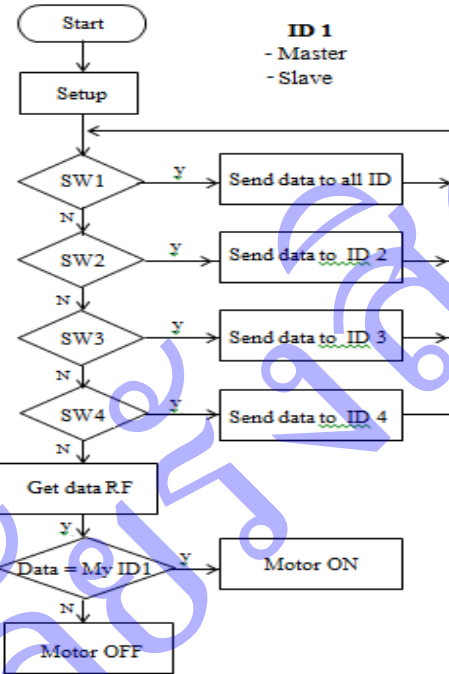 Start
ID 1
- Master
- Slave
Setup
SW1
y
Send data to all ID
N
SW2
y
Send data to ID 2
N
SW3
y
Send data to ID 3
N
SW4
y
Send data to ID 4
N
Get data RF
y
Data = My ID1
y
Motor ON
N
Motor OFF